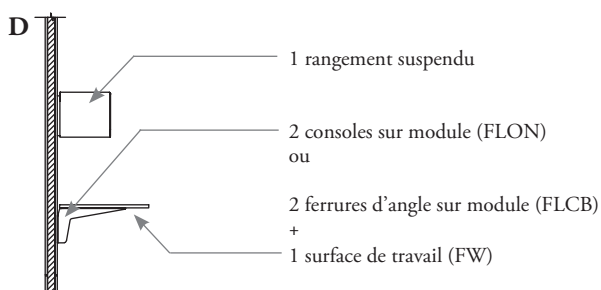 D
1 rangement suspendu
2 consoles sur module (FLON)
ou
2 ferrures d'angle sur module (FLCB)
+
1 surface de travail (FW)